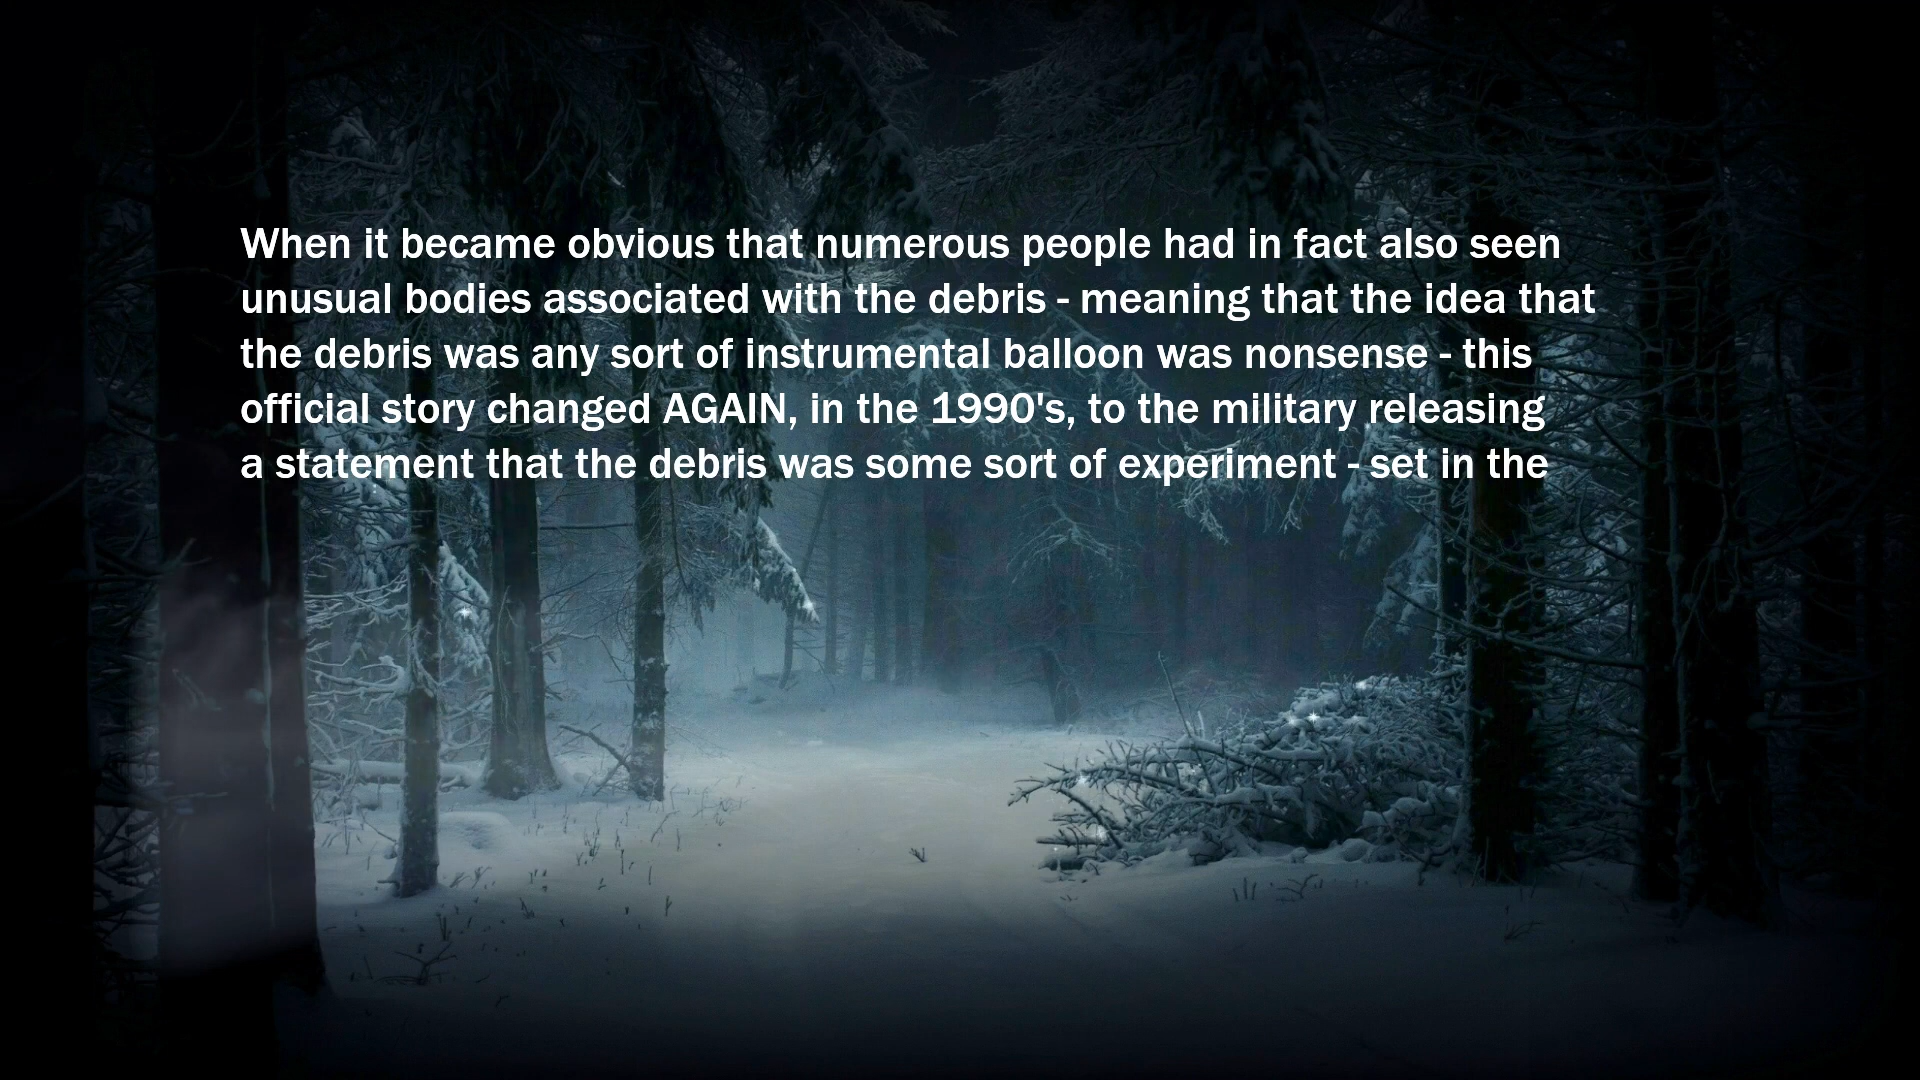 When it became obvious that numerous people had in fact also seen
unusual bodies associated with the debris - meaning that the idea that
the debris was any sort of instrumental balloon was nonsense - this
official story changed AGAIN, in the 1990's, to the military releasing
a statement that the debris was some sort of experiment - set in the